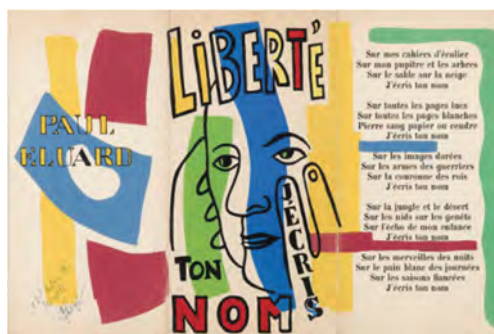 PAUL
ELUARD
LIBERTÉ
J'ÉCRIS
TON
NOM
Sur mes cahiers d'écolier
Sur mon pupitre et les arbres
Sur le sable sur la neige
J'écris ton nom
Sur toutes les pages lues
Sur toutes les pages blanches
Pierre sang papier ou cendre
J'écris ton nom
Sur les images dorées
Sur les armes des guerriers
Sur la couronne des rois
J'écris ton nom
Sur la jungle et le désert
Sur les nids sur les genêts
Sur l'écho de mon enfance
J'écris ton nom
Sur les merveilles des nuits
Sur le pain blanc des journées
Sur les saisons fiancées
J'écris ton nom